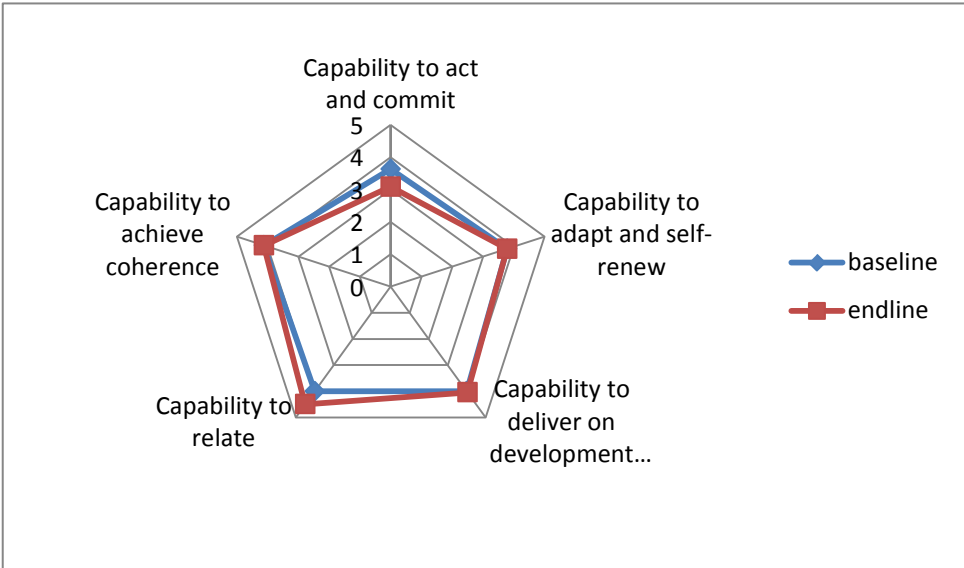 Capability to act
and commit
5
4
3
2
1
0
Capability to
adapt and self-
renew
Capability to
deliver on
development...
Capability to
relate
Capability to
achieve
coherence
baseline
endline